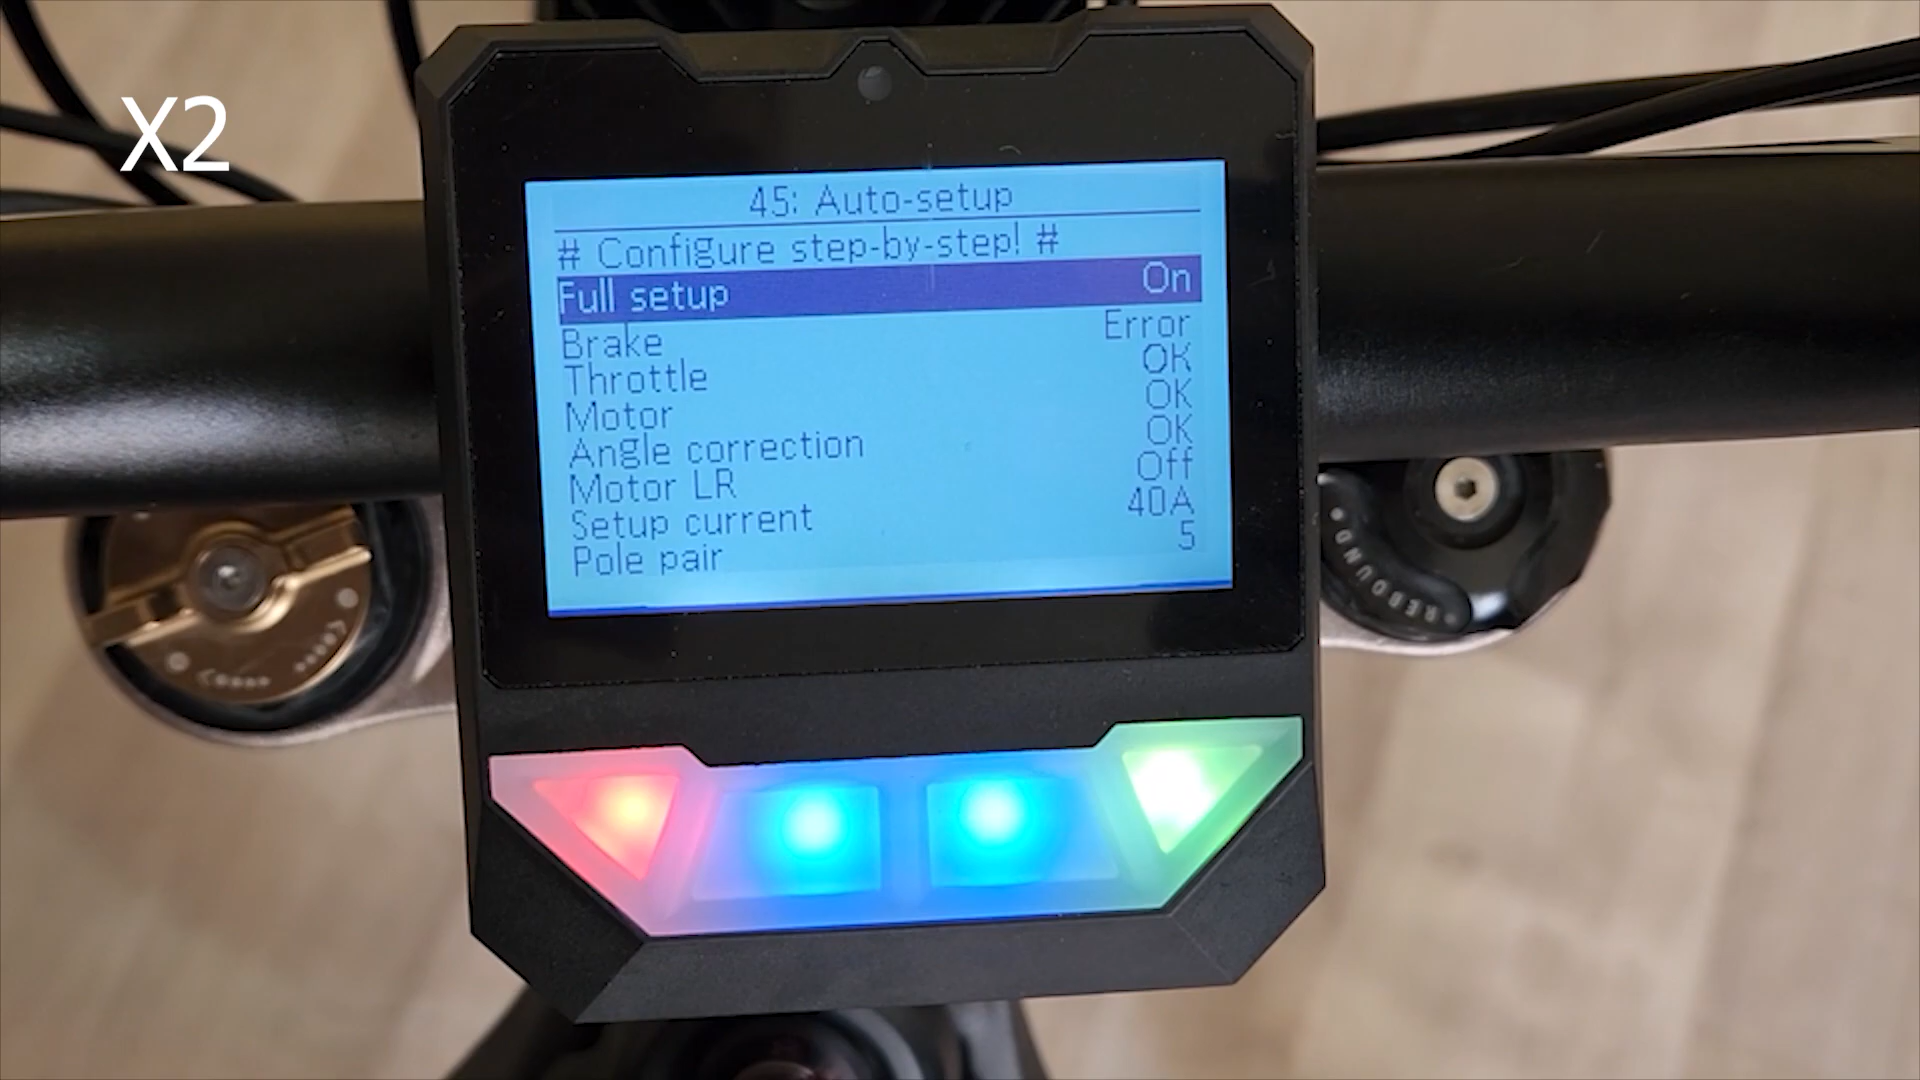 X2
45: Auto-setup
# Configure step-by-step! #
Full setup On
Brake Error
Throttle OK
Motor OK
Angle correction OK
Motor LR Off
Setup current 40A
Pole pair 5
REBOUND